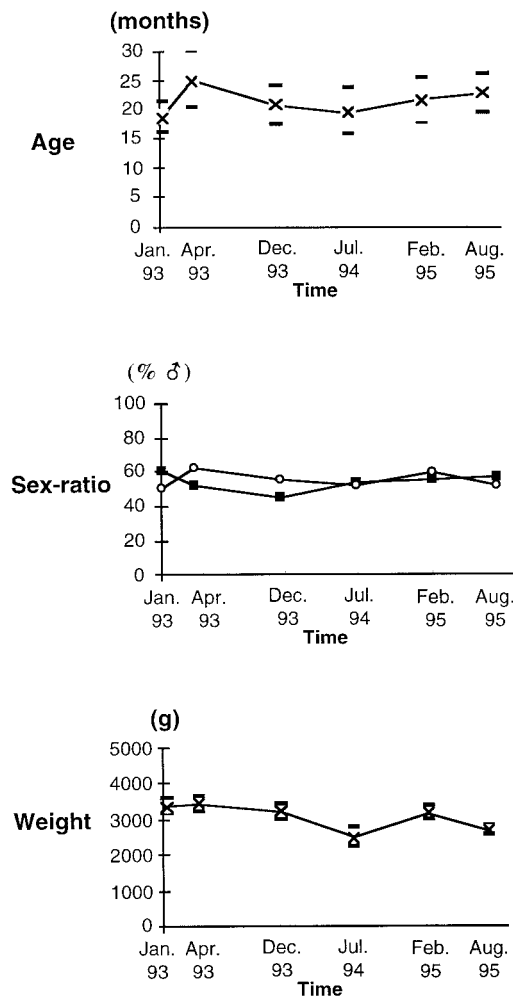 (months)
30
25
20
15
10
5
0
Age
Jan. Apr. Dec. Jul. Feb. Aug.
93 93 93 94 95 95
Time
(% ♂)
100
80
60
40
20
0
Sex-ratio
Jan. Apr. Dec. Jul. Feb. Aug.
93 93 93 94 95 95
Time
(g)
5000
4000
3000
2000
1000
0
Weight
Jan. Apr. Dec. Jul. Feb. Aug.
93 93 93 94 95 95
Time